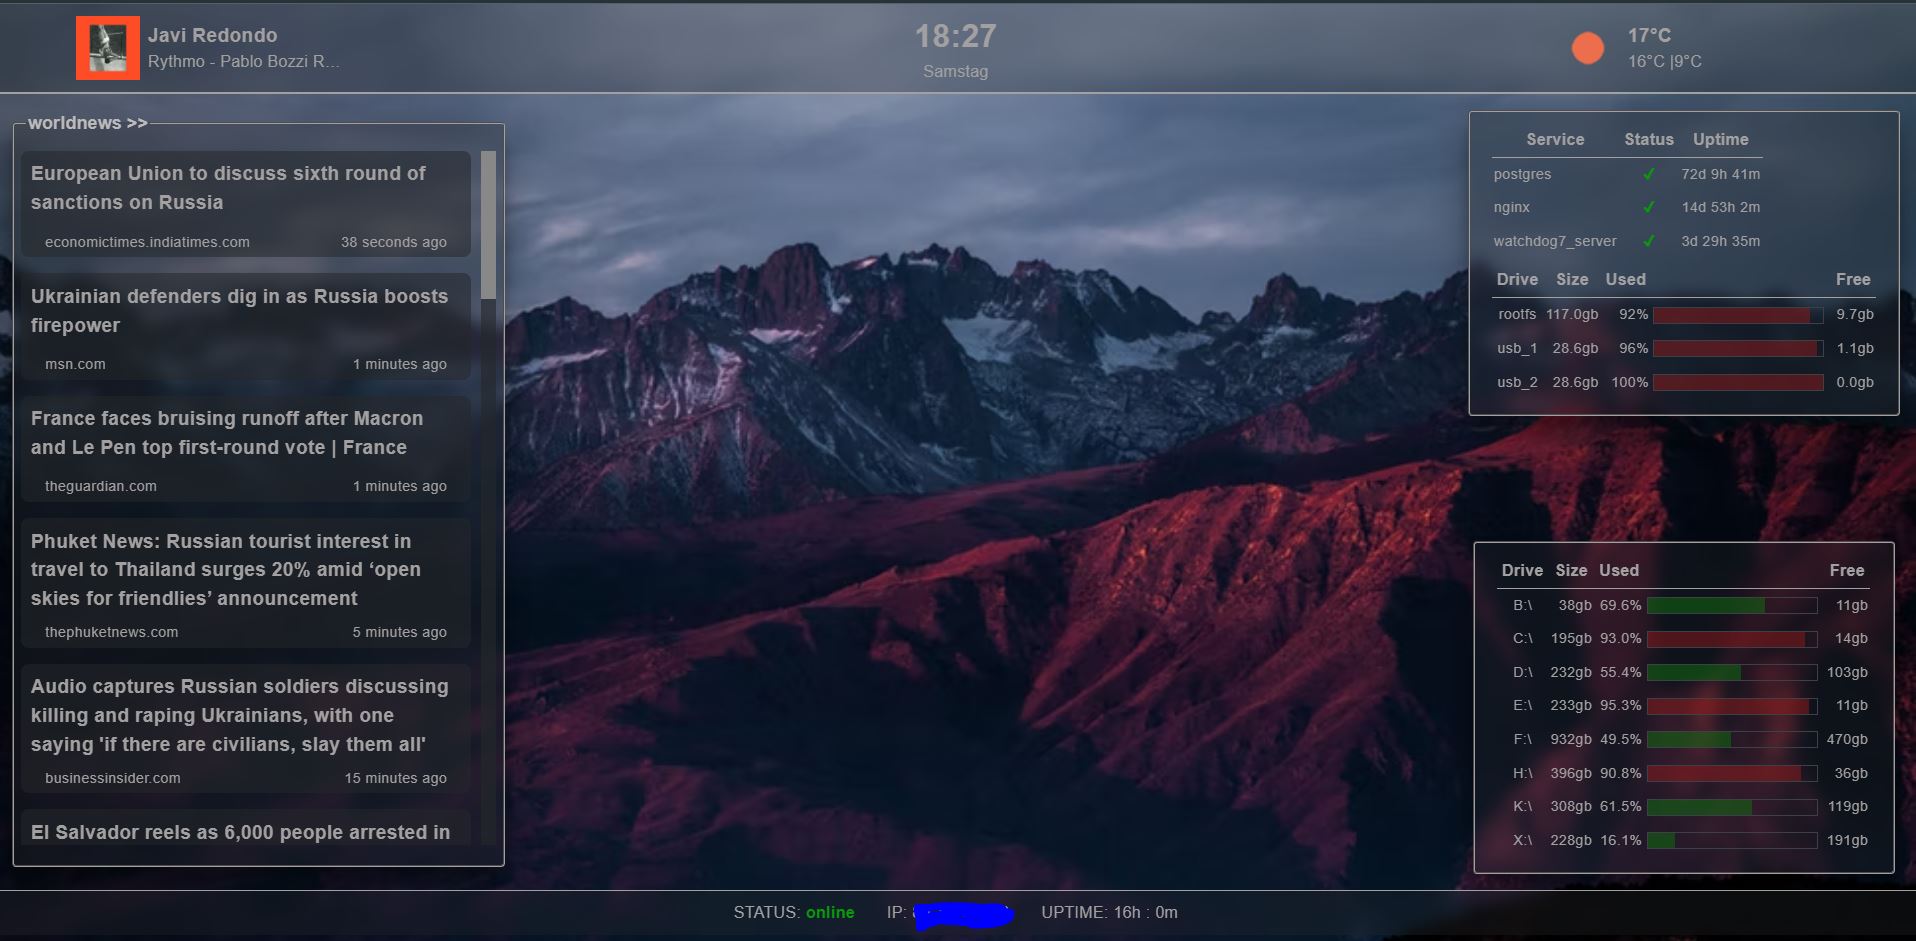 Javi Redondo
Rythmo - Pablo Bozzi R...
18:27
Samstag
17°C
16°C |9°C
worldnews >>
European Union to discuss sixth round of
sanctions on Russia
economictimes.indiatimes.com 38 seconds ago
Ukrainian defenders dig in as Russia boosts
firepower
msn.com 1 minutes ago
France faces bruising runoff after Macron
and Le Pen top first-round vote | France
theguardian.com 1 minutes ago
Phuket News: Russian tourist interest in
travel to Thailand surges 20% amid ‘open
skies for friendlies’ announcement
thephuketnews.com 5 minutes ago
Audio captures Russian soldiers discussing
killing and raping Ukrainians, with one
saying 'if there are civilians, slay them all'
businessinsider.com 15 minutes ago
El Salvador reels as 6,000 people arrested in
Service Status Uptime
postgres ✓ 72d 9h 41m
nginx ✓ 14d 53h 2m
watchdog7_server ✓ 3d 29h 35m
Drive Size Used Free
rootfs 117.0gb 92% 9.7gb
usb_1 28.6gb 96% 1.1gb
usb_2 28.6gb 100% 0.0gb
Drive Size Used Free
B:\ 38gb 69.6% 11gb
C:\ 195gb 93.0% 14gb
D:\ 232gb 55.4% 103gb
E:\ 233gb 95.3% 11gb
F:\ 932gb 49.5% 470gb
H:\ 396gb 90.8% 36gb
K:\ 308gb 61.5% 119gb
X:\ 228gb 16.1% 191gb
STATUS: online IP: UPTIME: 16h : 0m